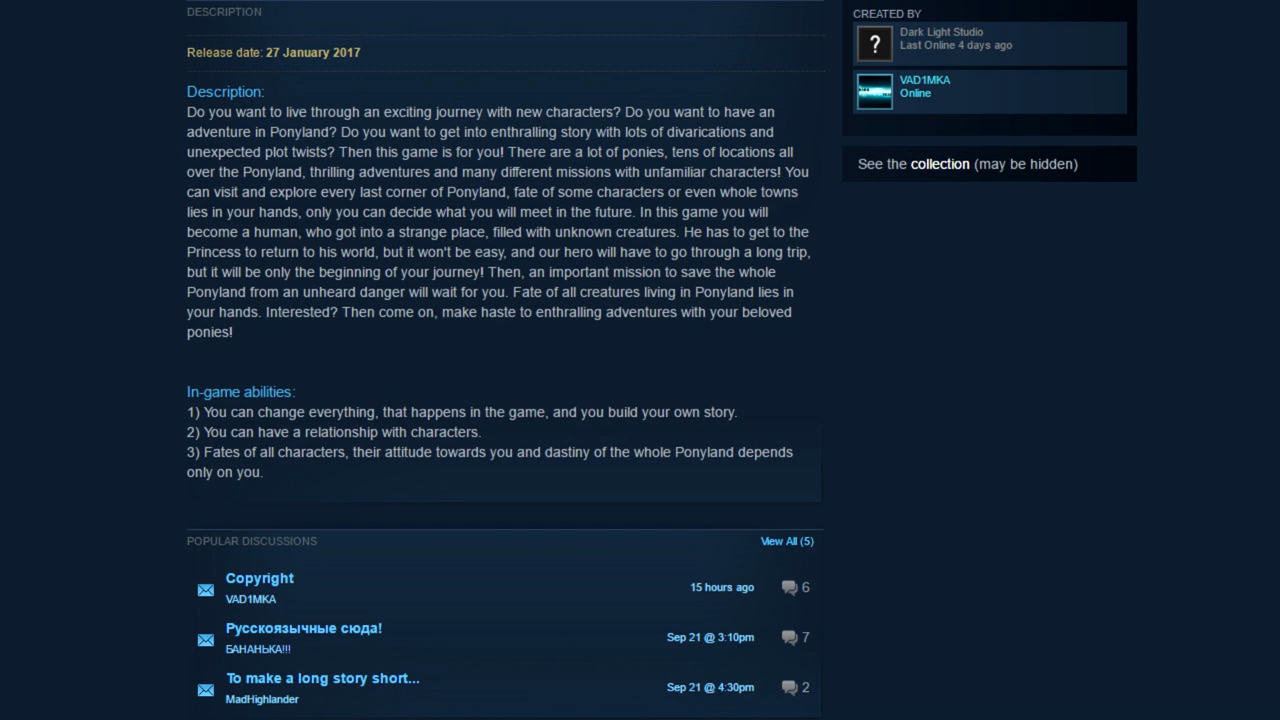 DESCRIPTION
Release date: 27 January 2017
Description:
Do you want to live through an exciting journey with new characters? Do you want to have an
adventure in Ponyland? Do you want to get into enthralling story with lots of divarications and
unexpected plot twists? Then this game is for you! There are a lot of ponies, tens of locations all
over the Ponyland, thrilling adventures and many different missions with unfamiliar characters! You
can visit and explore every last corner of Ponyland, fate of some characters or even whole towns
lies in your hands, only you can decide what you will meet in the future. In this game you will
become a human, who got into a strange place, filled with unknown creatures. He has to get to the
Princess to return to his world, but it won't be easy, and our hero will have to go through a long trip,
but it will be only the beginning of your journey! Then, an important mission to save the whole
Ponyland from an unheard danger will wait for you. Fate of all creatures living in Ponyland lies in
your hands. Interested? Then come on, make haste to enthralling adventures with your beloved
ponies!
In-game abilities:
1) You can change everything, that happens in the game, and you build your own story.
2) You can have a relationship with characters.
3) Fates of all characters, their attitude towards you and dastiny of the whole Ponyland depends
only on you.
POPULAR DISCUSSIONS View All (5)
Copyright
VAD1MKA
15 hours ago 6
Русскоязычные сюда!
БАНАНЬКА!!!
Sep 21 @ 3:10pm 7
To make a long story short...
MadHighlander
Sep 21 @ 4:30pm 2
CREATED BY
?
Dark Light Studio
Last Online 4 days ago
VAD1MKA
Online
See the collection (may be hidden)